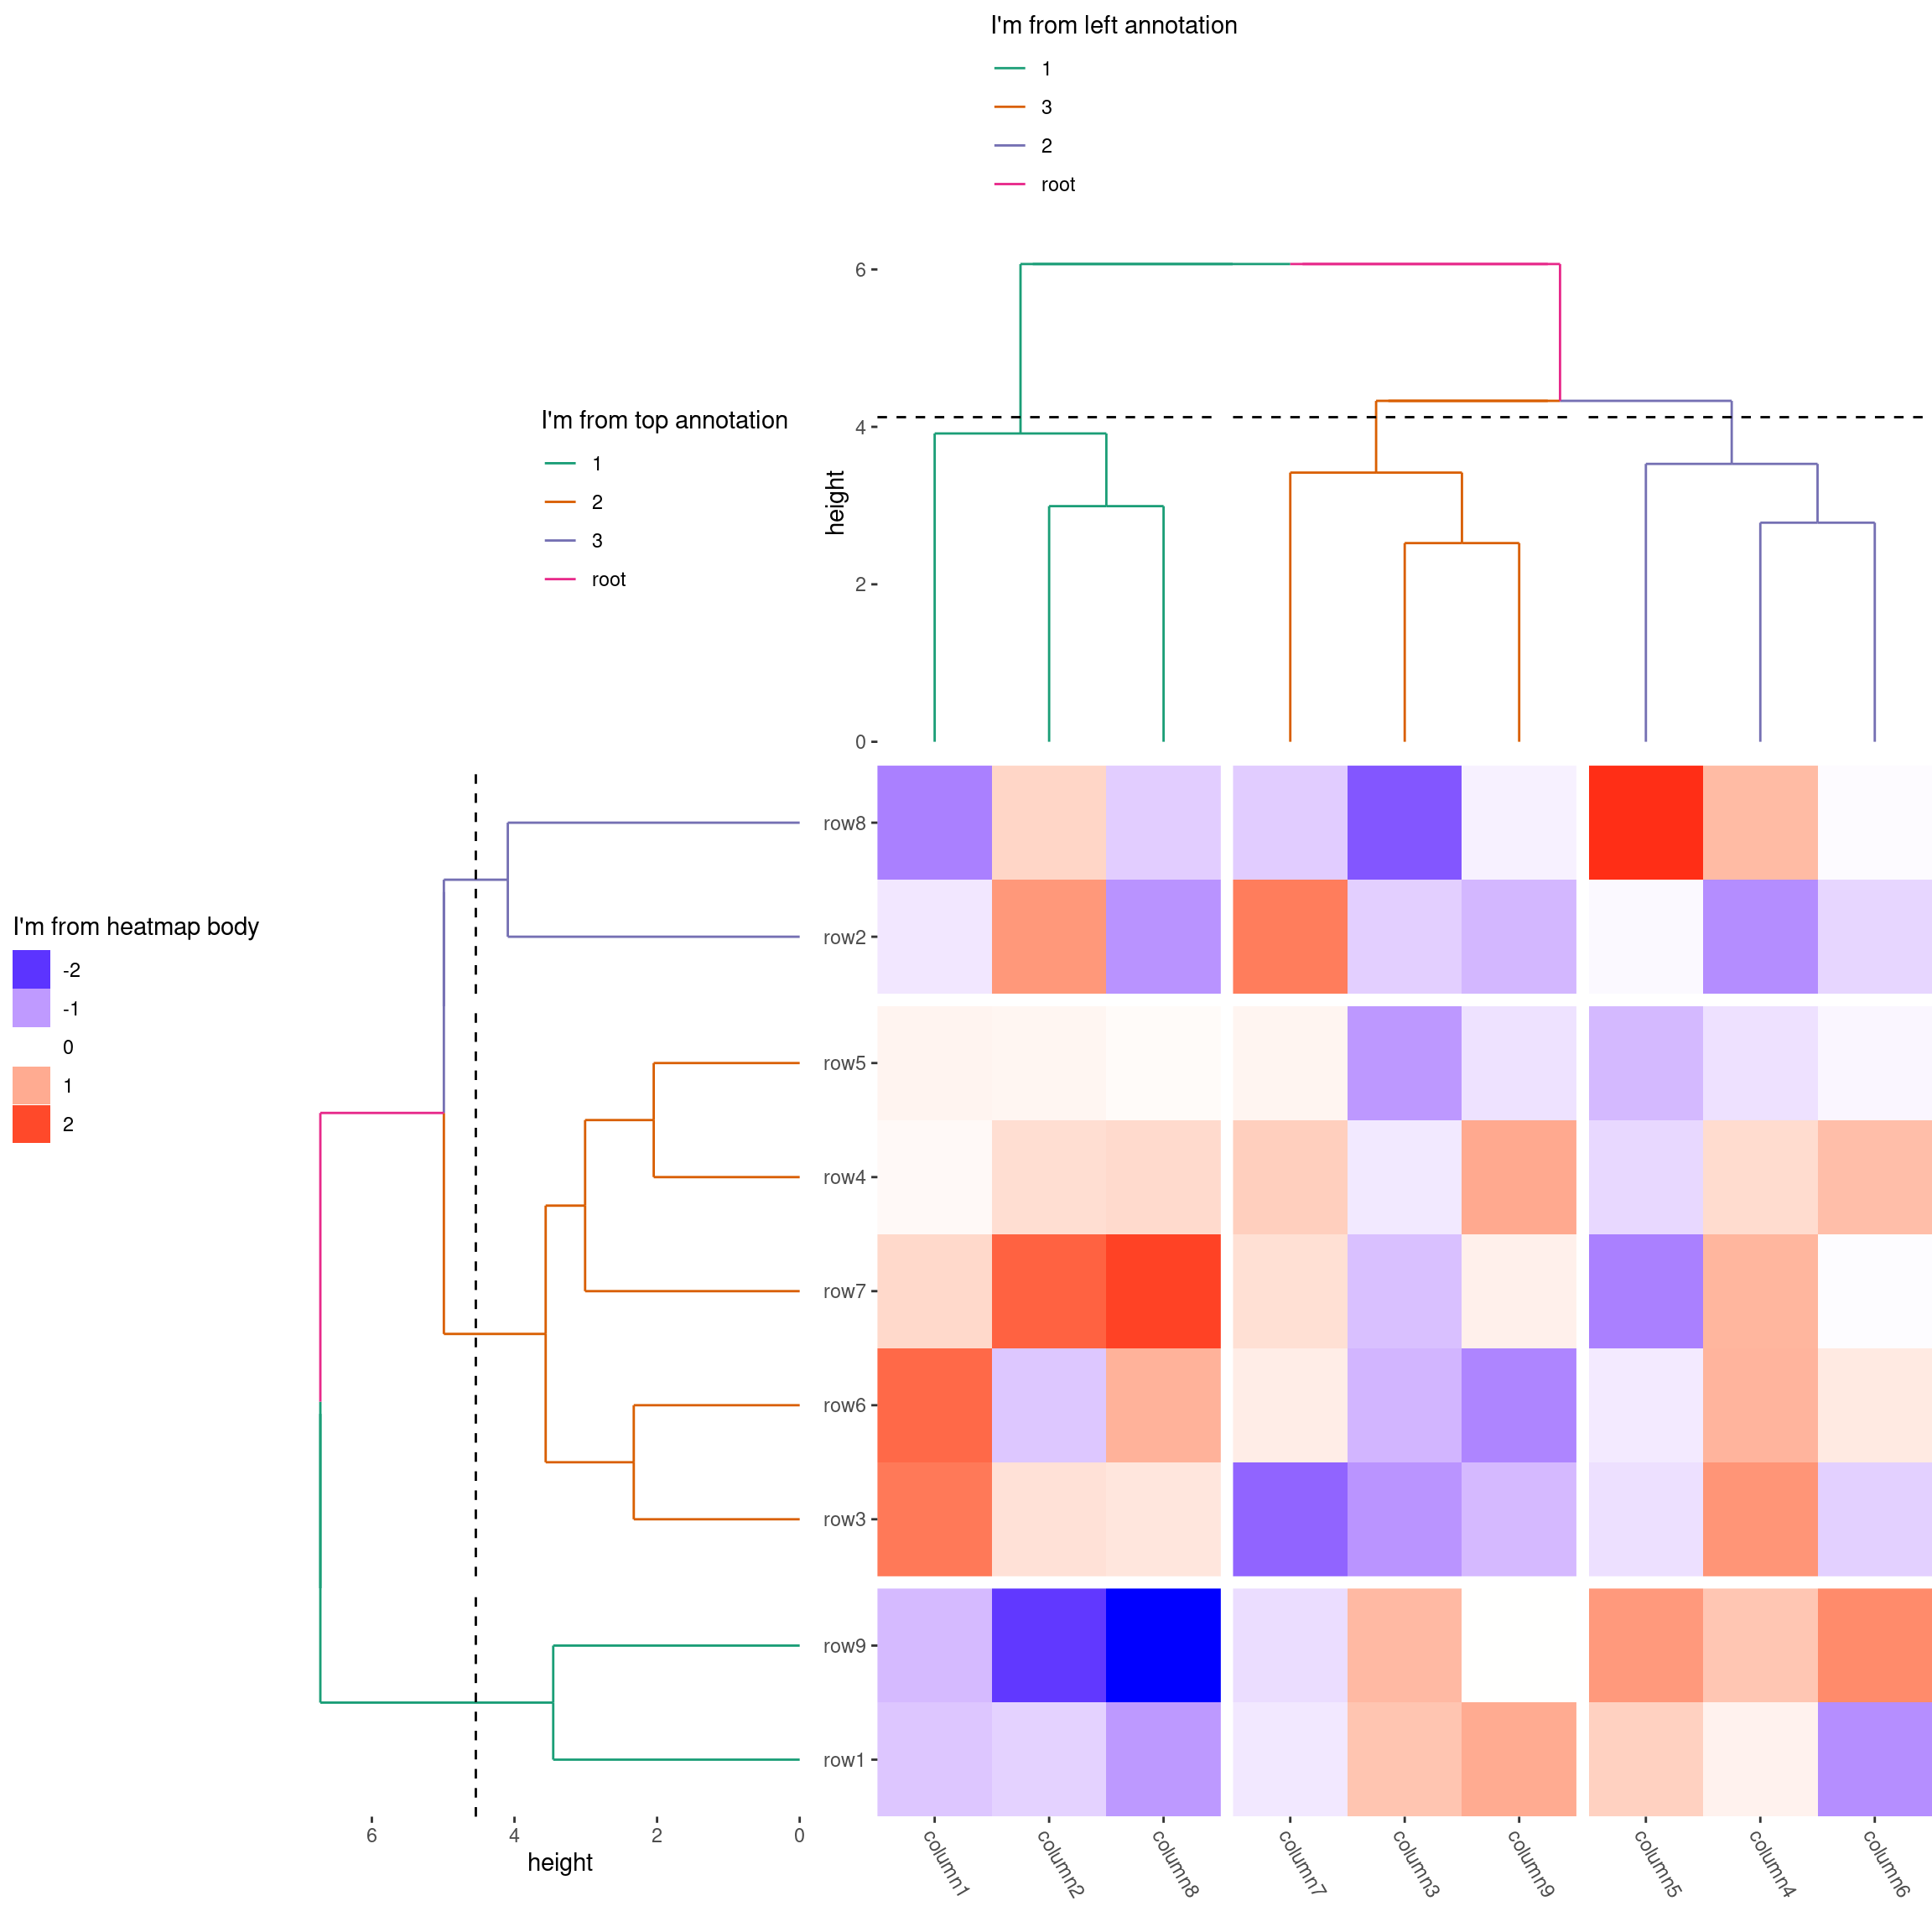 I'm from left annotation
1
3
2
root
6
4
2
0
height
I'm from top annotation
1
2
3
root
I'm from heatmap body
-2
-1
0
1
2
row8
row2
row5
row4
row7
row6
row3
row9
row1
6 4 2 0
height
column1 column2 column8 column7 column3 column9 column5 column4 column6